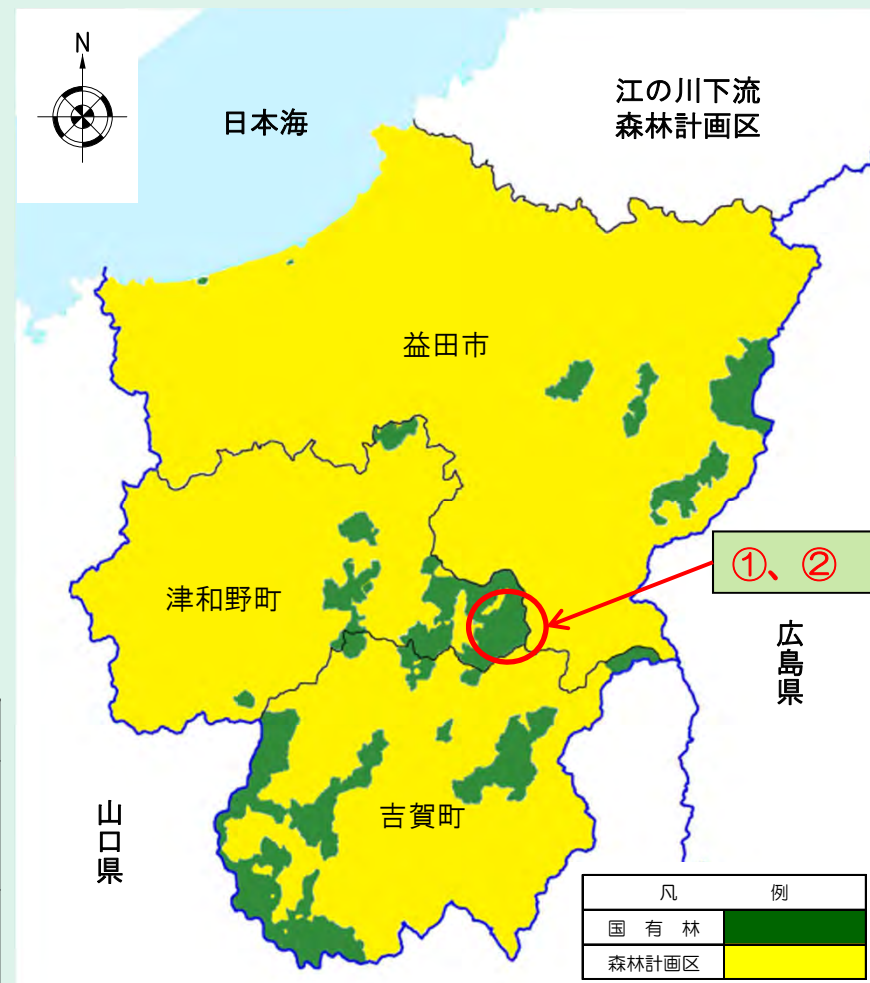 N
日本海
江の川下流
森林計画区
益田市
津和野町
①、②
広島県
山口県
吉賀町
凡 例
国 有 林
森林計画区